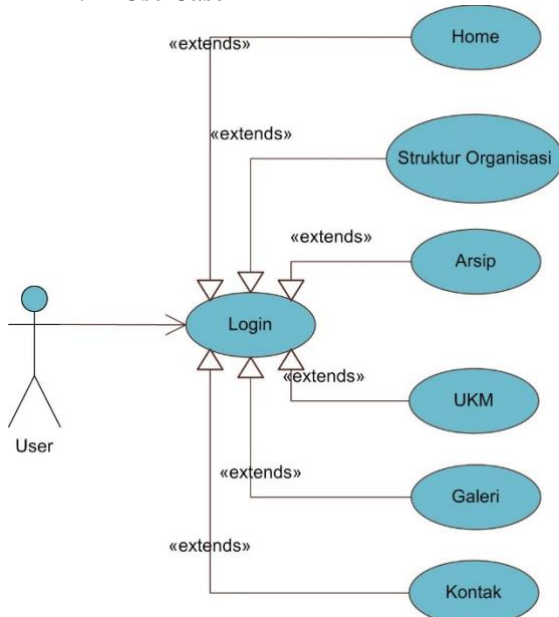 Home
«extends»
«extends»
Struktur Organisasi
«extends»
Arsip
Login
«extends»
UKM
User
«extends»
Galeri
«extends»
Kontak